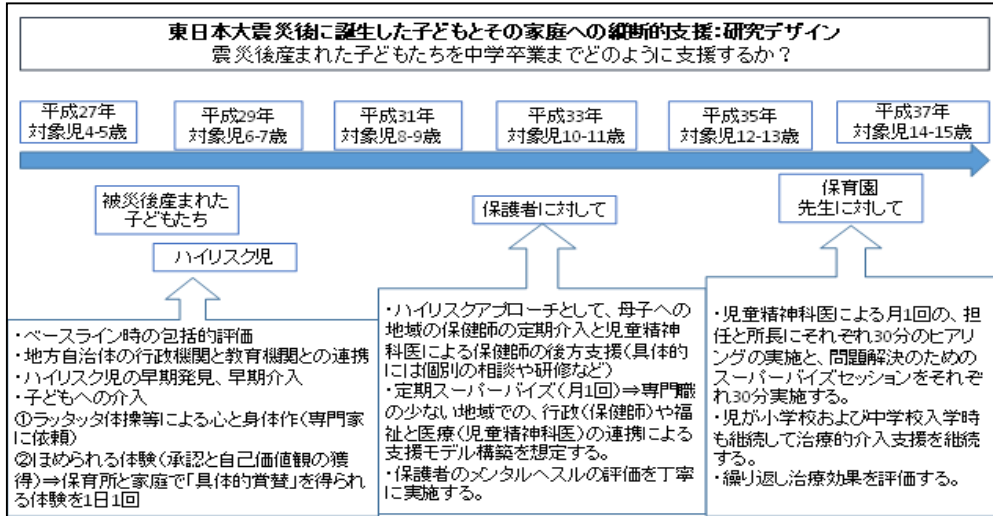 東日本大震災後に誕生した子どもとその家庭への縦断的支援:研究デザイン
震災後産まれた子どもたちを中学卒業までどのように支援するか？
平成27年
対象児4-5歳
平成29年
対象児6-7歳
平成31年
対象児8-9歳
平成33年
対象児10-11歳
平成35年
対象児12-13歳
平成37年
対象児14-15歳
被災後産まれた
子どもたち
ハイリスク児
・ベースライン時の包括的評価
・地方自治体の行政機関と教育機関との連携
・ハイリスク児の早期発見、早期介入
・子どもへの介入
①ラッタッタ体操等による心と身体作(専門家
に依頼)
②ほめられる体験(承認と自己価値観の獲
得)⇒保育所と家庭で「具体的賞賛」を得られ
る体験を1日1回
保護者に対して
・ハイリスクアプローチとして、母子への
地域の保健師の定期介入と児童精神
科医による保健師の後方支援(具体的
には個別の相談や研修など)
・定期スーパーバイズ(月1回)⇒専門職
の少ない地域での、行政(保健師)や福
祉と医療(児童精神科医)の連携による
支援モデル構築を想定する。
・保護者のメンタルヘスルの評価を丁寧
に実施する。
保育園
先生に対して
・児童精神科医による月1回の、担
任と所長にそれぞれ30分のヒアリ
ングの実施と、問題解決のための
スーパーバイズセッションをそれぞ
れ30分実施する。
・児が小学校および中学校入学時
も継続して治療的介入支援を継続
する。
・繰り返し治療効果を評価する。